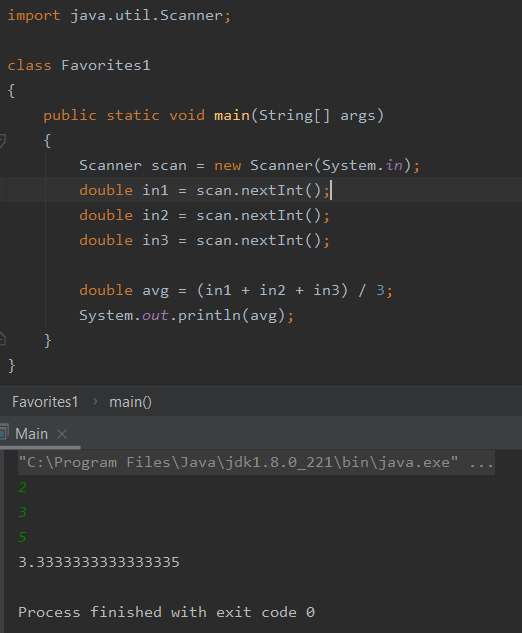 import java.util.Scanner;
class Favorites1
{
public static void main(String[] args)
{
Scanner scan = new Scanner(System.in);
double in1 = scan.nextInt();
double in2 = scan.nextInt();
double in3 = scan.nextInt();
double avg = (in1 + in2 + in3) / 3;
System.out.println(avg);
}
}
Favorites1 › main()
Main ×
"C:\Program Files\Java\jdk1.8.0_221\bin\java.exe" ...
2
3
5
3.3333333333333335
Process finished with exit code 0